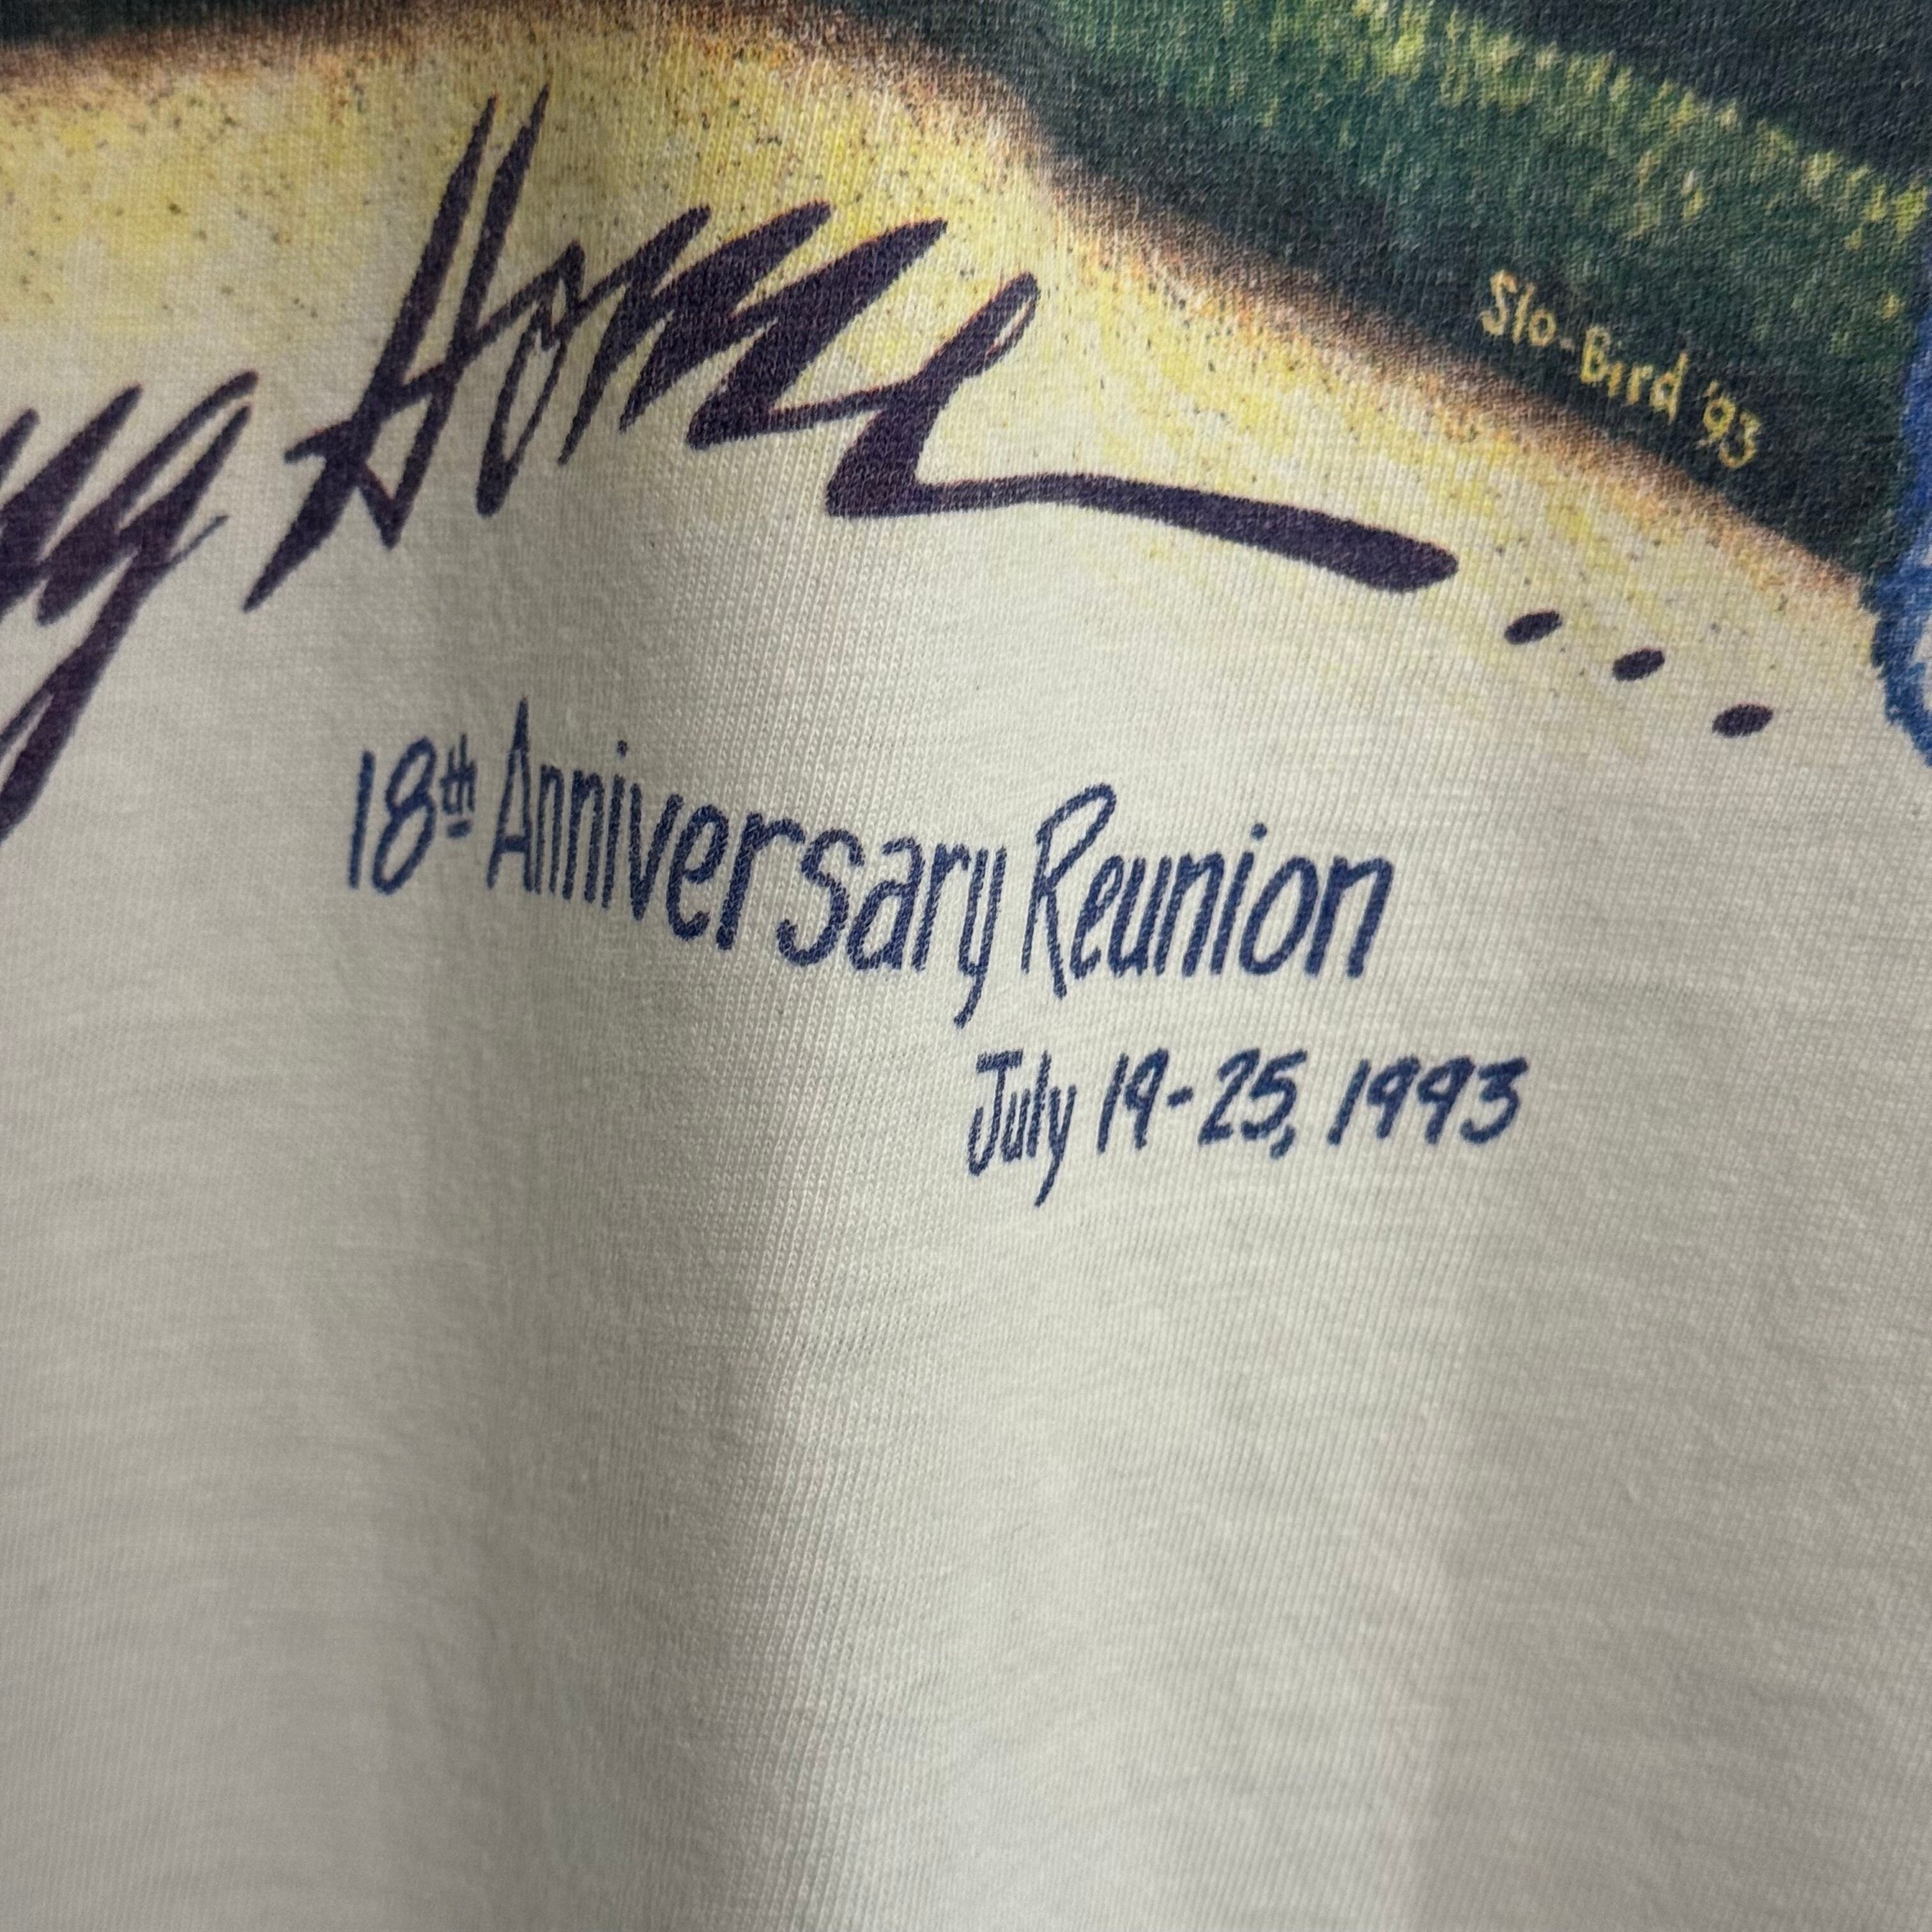 Home...
Slo-Bird '93
18th Anniversary Reunion
July 19-25, 1993